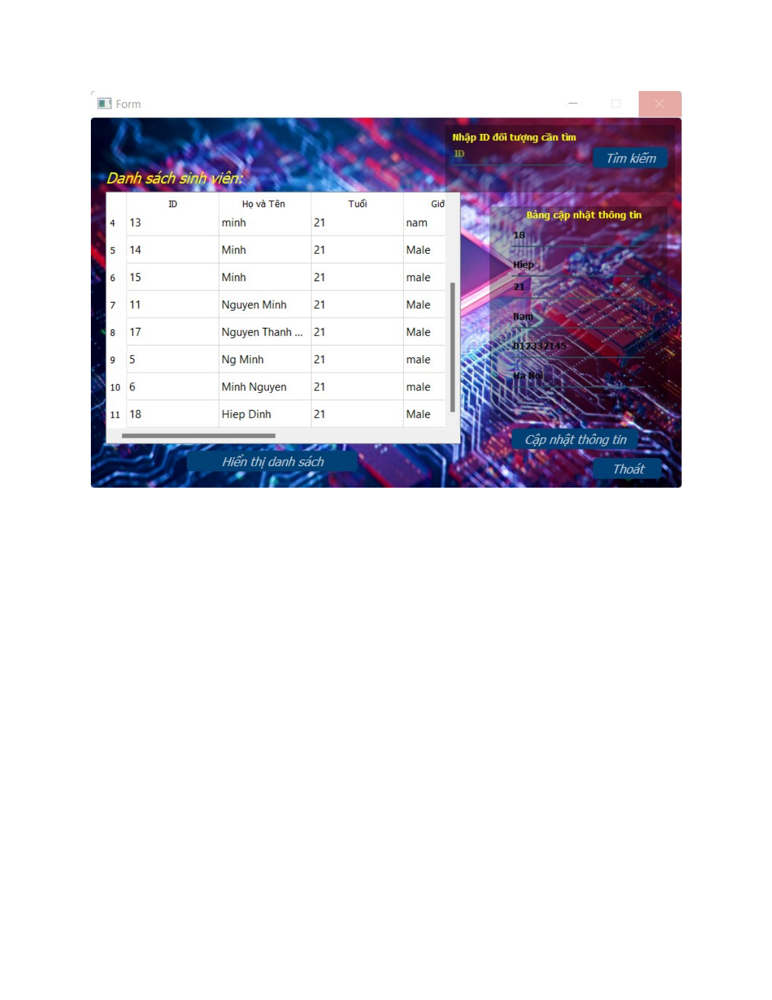 Form
Nhập ID đối tượng cần tìm
ID
Tìm kiếm
Danh sách sinh viên:
ID Họ và Tên Tuổi Giớ
4 13 minh 21 nam
5 14 Minh 21 Male
6 15 Minh 21 male
7 11 Nguyen Minh 21 Male
8 17 Nguyen Thanh ... 21 Male
9 5 Ng Minh 21 male
10 6 Minh Nguyen 21 male
11 18 Hiep Dinh 21 Male
Hiển thị danh sách
Bảng cập nhật thông tin
18
Hiep
21
Nam
012332145
Ha Noi
Cập nhật thông tin
Thoát